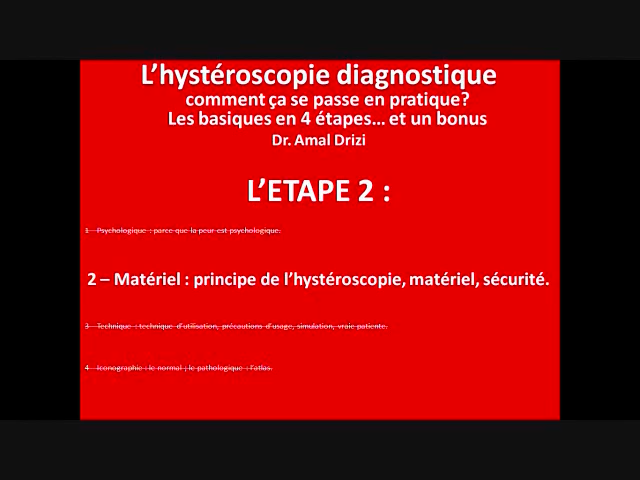 L'hystéroscopie diagnostique
comment ça se passe en pratique?
Les basiques en 4 étapes... et un bonus
Dr. Amal Drizi
L'ETAPE 2 :
1 Psychologique : parce que la peur est psychologique.
2 – Matériel : principe de l'hystéroscopie, matériel, sécurité.
3 Technique : technique d'utilisation, précautions d'usage, simulation, vraie patiente.
4 Iconographie : le normal ; le pathologique : l'atlas.